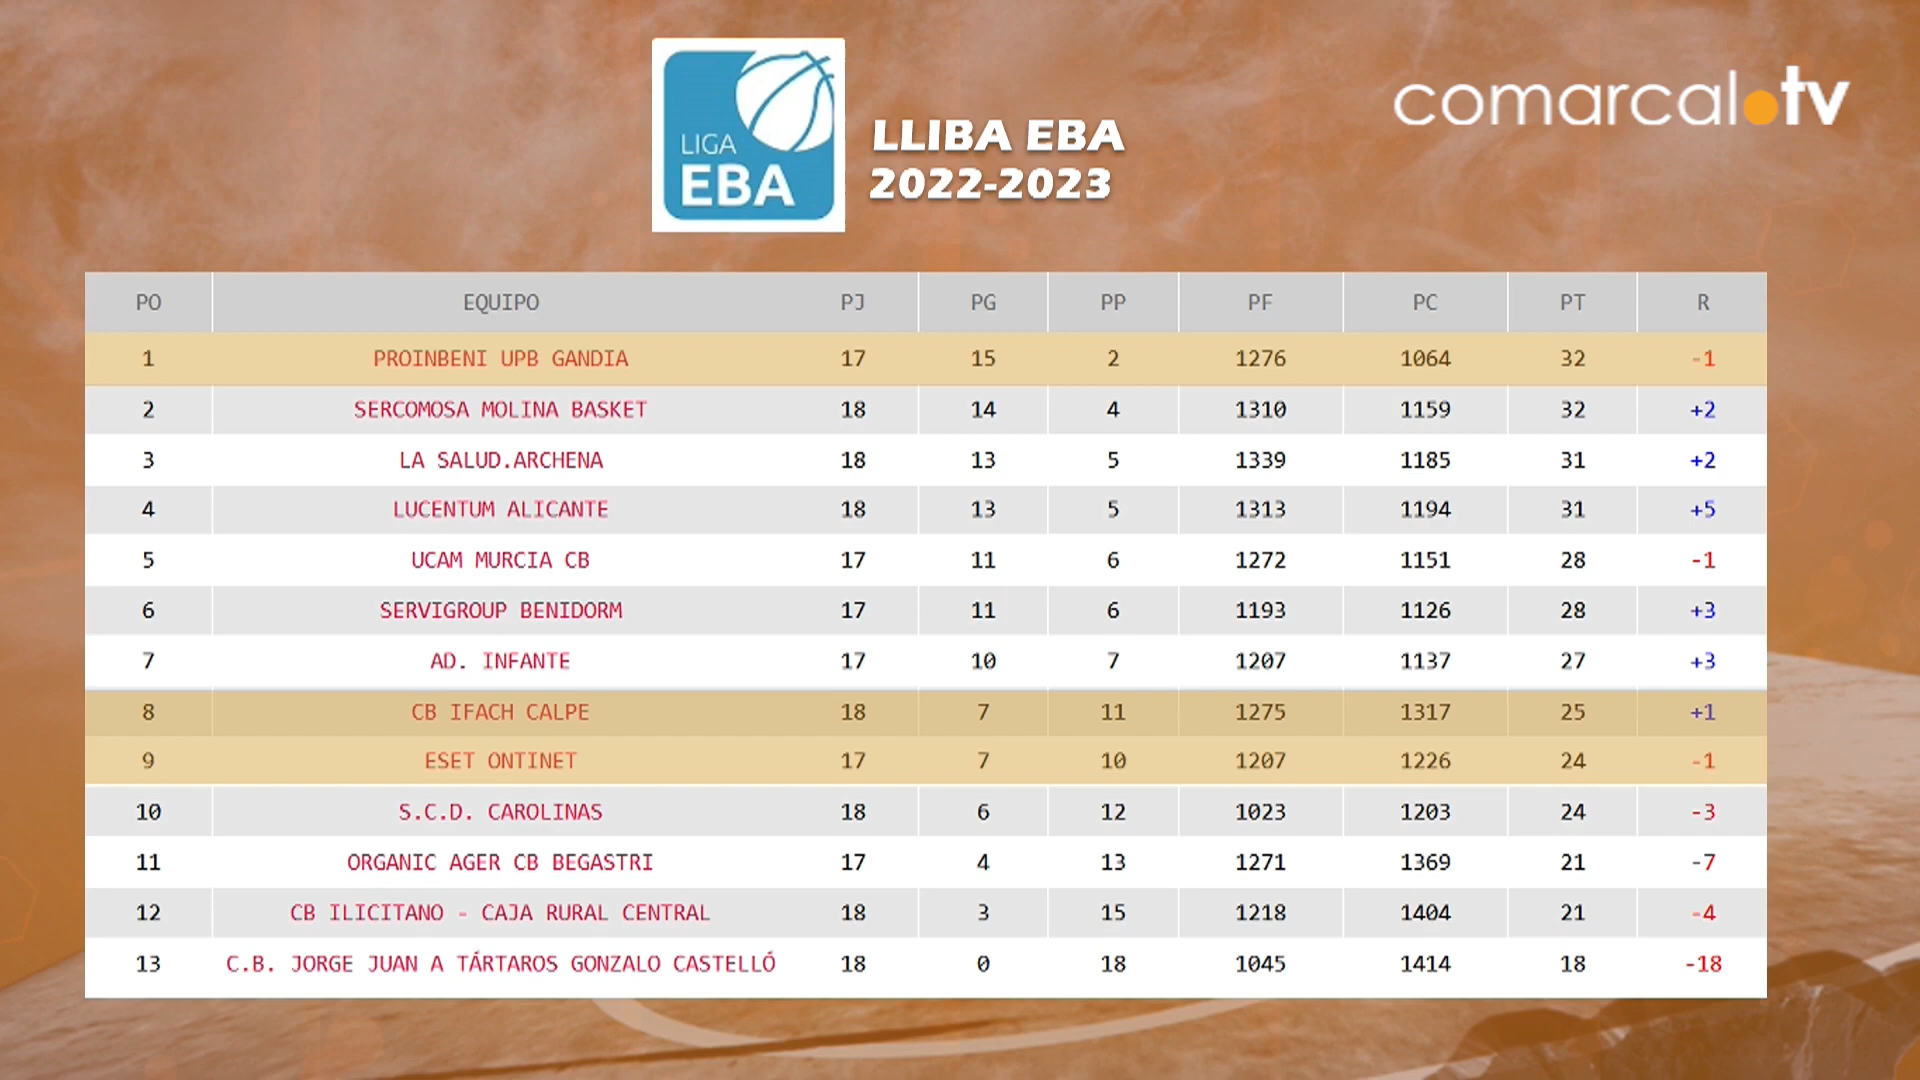 LIGA
EBA
LLIBA EBA
2022-2023
comarcal.tv
PO EQUIPO PJ PG PP PF PC PT R
1 PROINBENI UPB GANDIA 17 15 2 1276 1064 32 -1
2 SERCOMOSA MOLINA BASKET 18 14 4 1310 1159 32 +2
3 LA SALUD.ARCHENA 18 13 5 1339 1185 31 +2
4 LUCENTUM ALICANTE 18 13 5 1313 1194 31 +5
5 UCAM MURCIA CB 17 11 6 1272 1151 28 -1
6 SERVIGROUP BENIDORM 17 11 6 1193 1126 28 +3
7 AD. INFANTE 17 10 7 1207 1137 27 +3
8 CB IFACH CALPE 18 7 11 1275 1317 25 +1
9 ESET ONTINET 17 7 10 1207 1226 24 -1
10 S.C.D. CAROLINAS 18 6 12 1023 1203 24 -3
11 ORGANIC AGER CB BEGASTRI 17 4 13 1271 1369 21 -7
12 CB ILICITANO - CAJA RURAL CENTRAL 18 3 15 1218 1404 21 -4
13 C.B. JORGE JUAN A TÁRTAROS GONZALO CASTELLÓ 18 0 18 1045 1414 18 -18